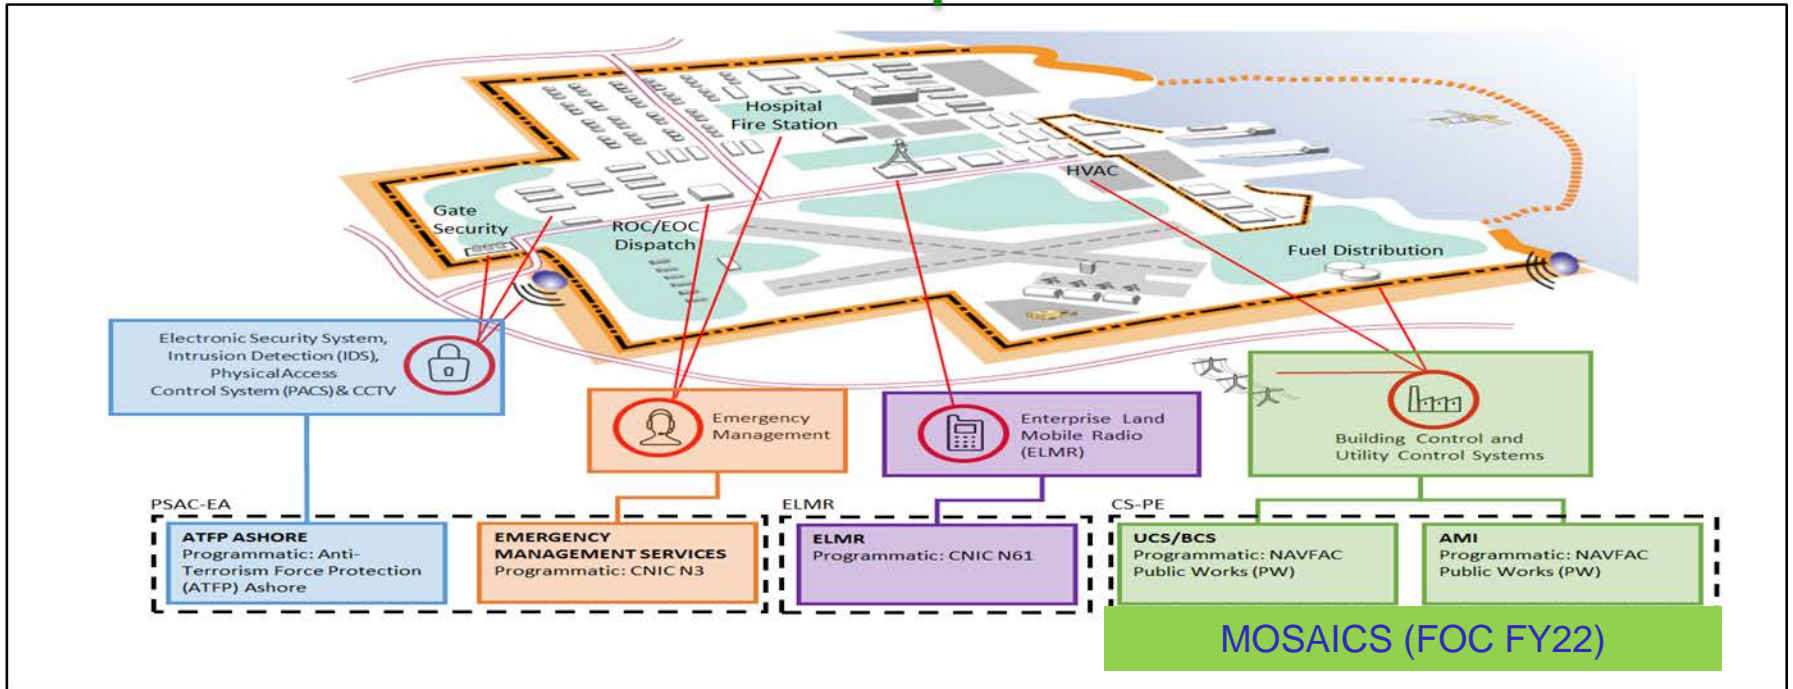 Hospital
Fire Station
HVAC
Gate
Security
ROC/EOC
Dispatch
Fuel Distribution
Electronic Security System,
Intrusion Detection (IDS),
Physical Access
Control System (PACS) & CCTV
Emergency
Management
Enterprise Land
Mobile Radio
(ELMR)
Building Control and
Utility Control Systems
PSAC-EA
ELMR
CS-PE
ATFP ASHORE
Programmatic: Anti-
Terrorism Force Protection
(ATFP) Ashore
EMERGENCY
MANAGEMENT SERVICES
Programmatic: CNIC N3
ELMR
Programmatic: CNIC N61
UCS/BCS
Programmatic: NAVFAC
Public Works (PW)
AMI
Programmatic: NAVFAC
Public Works (PW)
MOSAICS (FOC FY22)